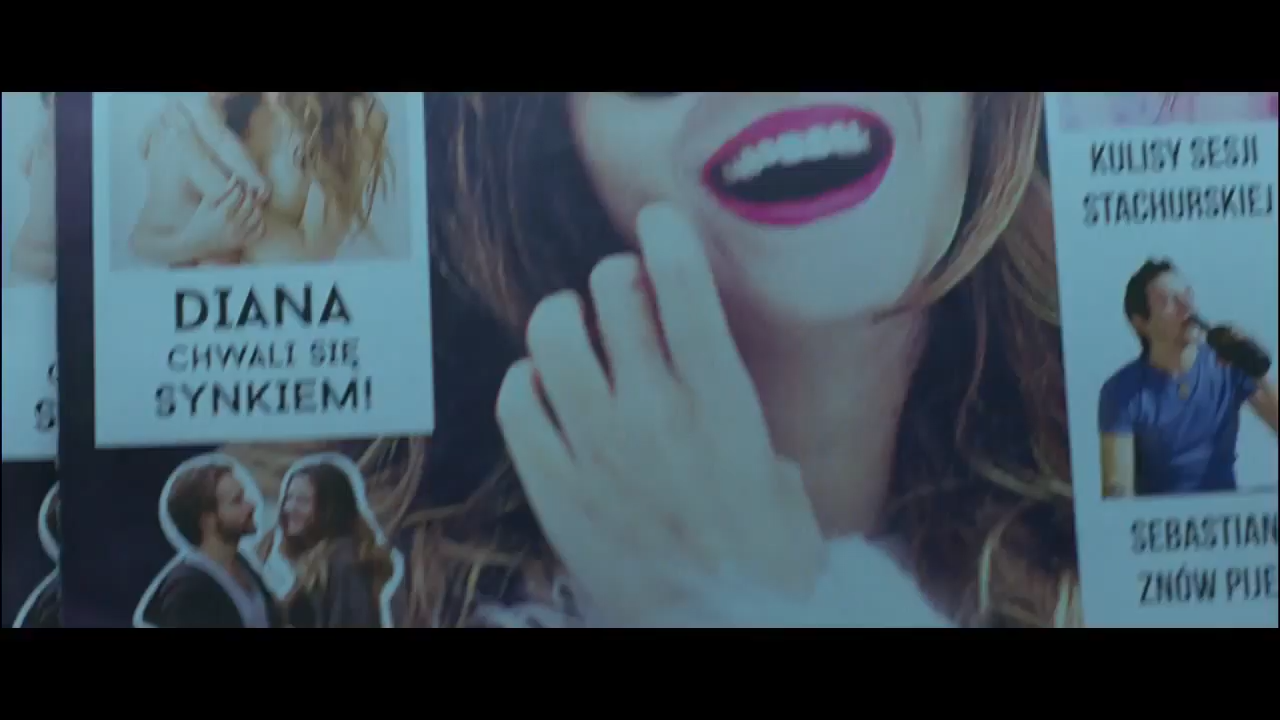 DIANA
CHWALI SIĘ
SYNKIEM!
KULISY SESJI
STACHURSKIEJ
SEBASTIAN
ZNÓW PIJE